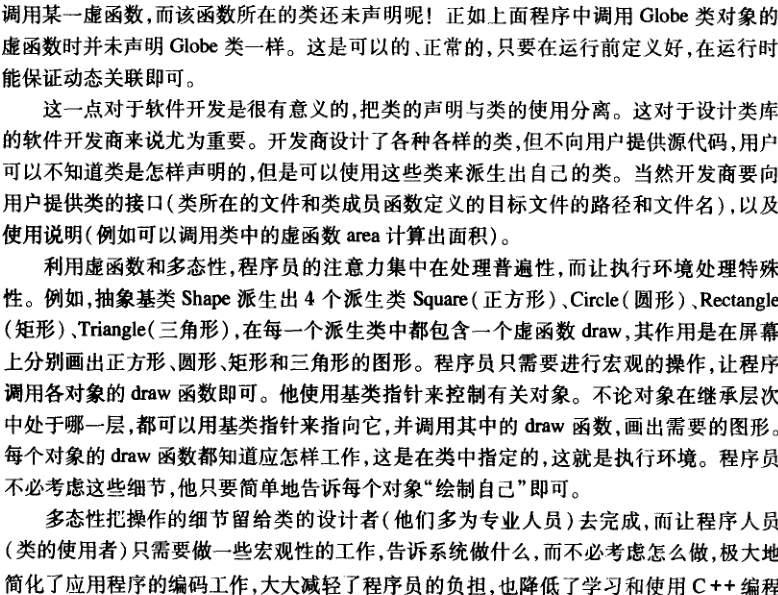 调用某一虚函数,而该函数所在的类还未声明呢! 正如上面程序中调用 Globe 类对象的
虚函数时并未声明 Globe 类一样。这是可以的、正常的,只要在运行前定义好,在运行时
能保证动态关联即可。
这一点对于软件开发是很有意义的,把类的声明与类的使用分离。这对于设计类库
的软件开发商来说尤为重要。开发商设计了各种各样的类,但不向用户提供源代码,用户
可以不知道类是怎样声明的,但是可以使用这些类来派生出自己的类。当然开发商要向
用户提供类的接口(类所在的文件和类成员函数定义的目标文件的路径和文件名),以及
使用说明(例如可以调用类中的虚函数 area 计算出面积)。
利用虚函数和多态性,程序员的注意力集中在处理普遍性,而让执行环境处理特殊
性。例如,抽象基类 Shape 派生出 4 个派生类 Square(正方形)、Circle(圆形)、Rectangle
(矩形)、Triangle(三角形),在每一个派生类中都包含一个虚函数 draw,其作用是在屏幕
上分别画出正方形、圆形、矩形和三角形的图形。程序员只需要进行宏观的操作,让程序
调用各对象的 draw 函数即可。他使用基类指针来控制有关对象。不论对象在继承层次
中处于哪一层,都可以用基类指针来指向它,并调用其中的 draw 函数,画出需要的图形。
每个对象的 draw 函数都知道应怎样工作,这是在类中指定的,这就是执行环境。程序员
不必考虑这些细节,他只要简单地告诉每个对象“绘制自己”即可。
多态性把操作的细节留给类的设计者(他们多为专业人员)去完成,而让程序人员
(类的使用者)只需要做一些宏观性的工作,告诉系统做什么,而不必考虑怎么做,极大地
简化了应用程序的编码工作,大大减轻了程序员的负担,也降低了学习和使用 C++ 编程